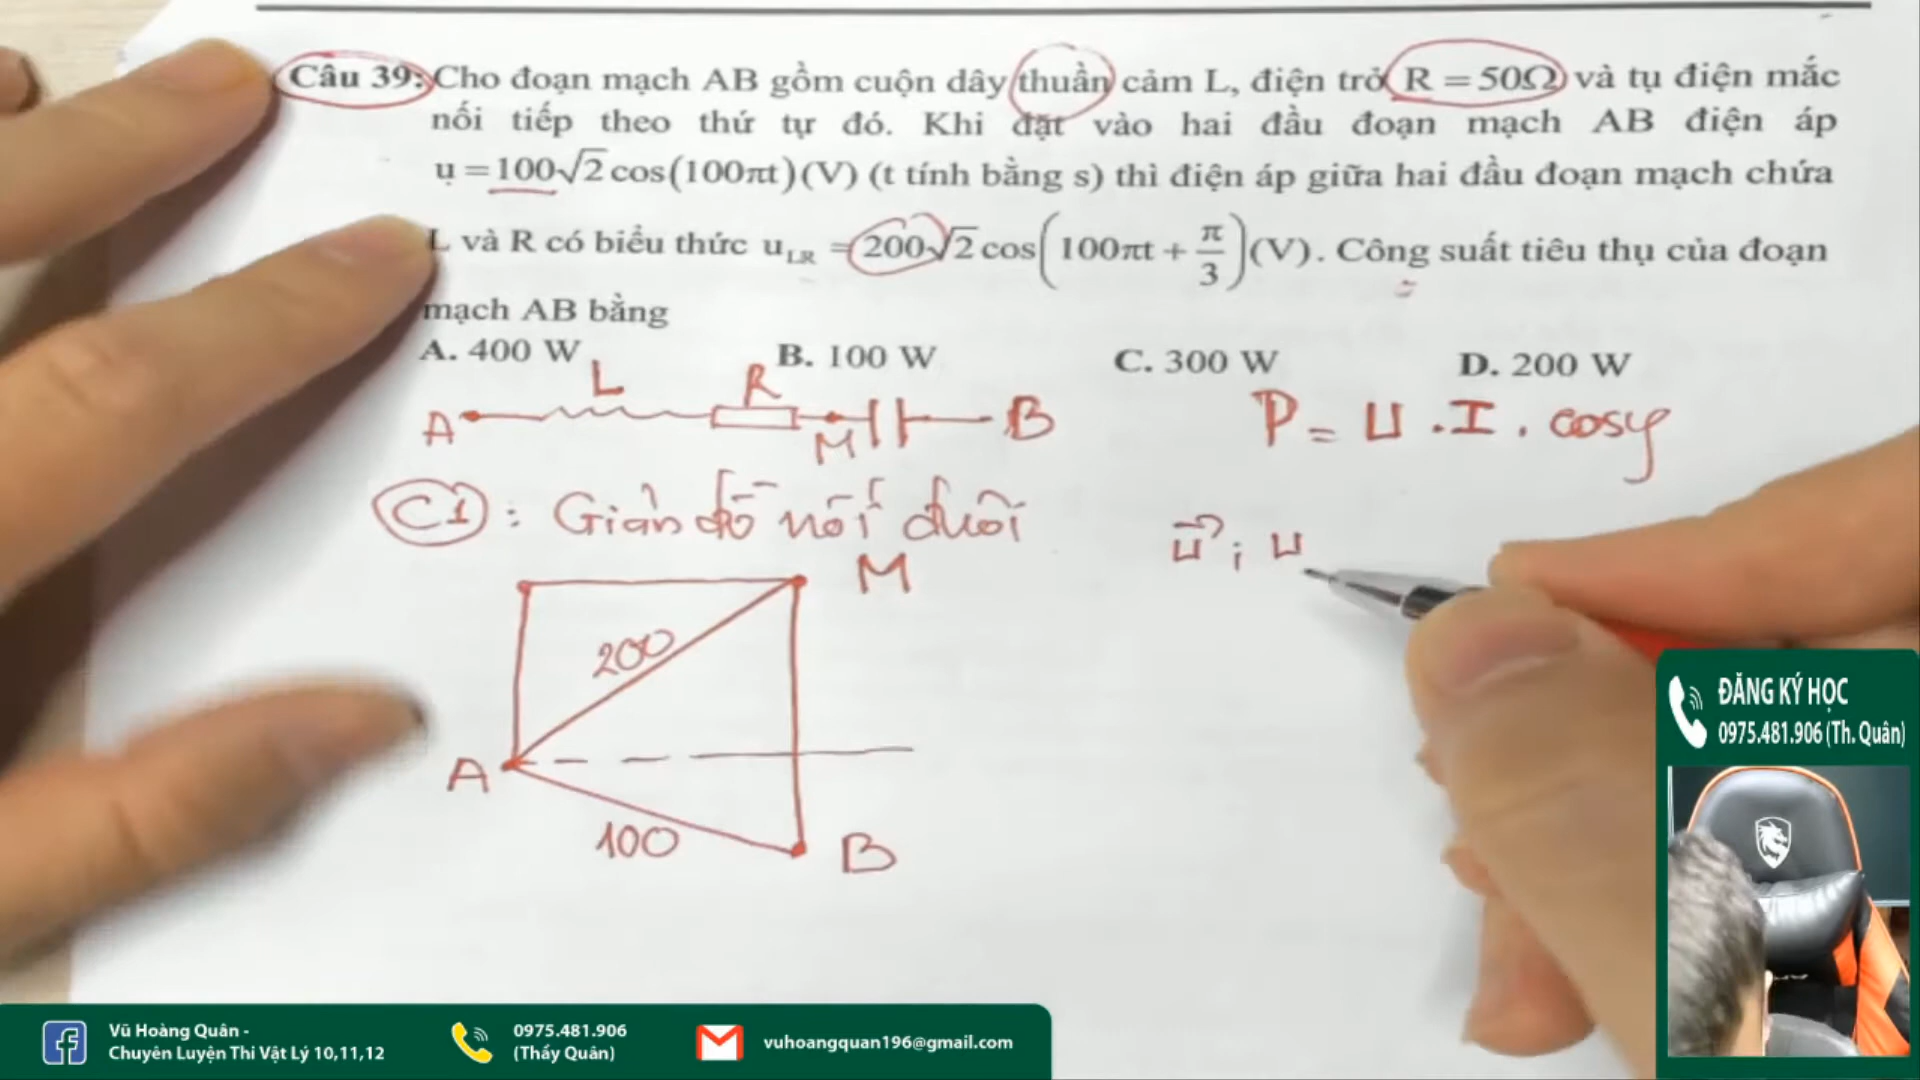 Câu 39: Cho đoạn mạch AB gồm cuộn dây thuần cảm L, điện trở R = 50Ω và tụ điện mắc
nối tiếp theo thứ tự đó. Khi đặt vào hai đầu đoạn mạch AB điện áp
u = 100√2 cos(100πt)(V) (t tính bằng s) thì điện áp giữa hai đầu đoạn mạch chứa
L và R có biểu thức u_LR = 200√2 cos(100πt + π/3)(V). Công suất tiêu thụ của đoạn
mạch AB bằng
A. 400 W B. 100 W C. 300 W D. 200 W
L R
A M B
P = U . I . cosφ
C1 : Giản đồ nối đuôi
u⃗ ; u
M
200
A
100
B
ĐĂNG KÝ HỌC
0975.481.906 (Th. Quân)
Vũ Hoàng Quân -
Chuyên Luyện Thi Vật Lý 10,11,12
0975.481.906
(Thầy Quân)
vuhoangquan196@gmail.com